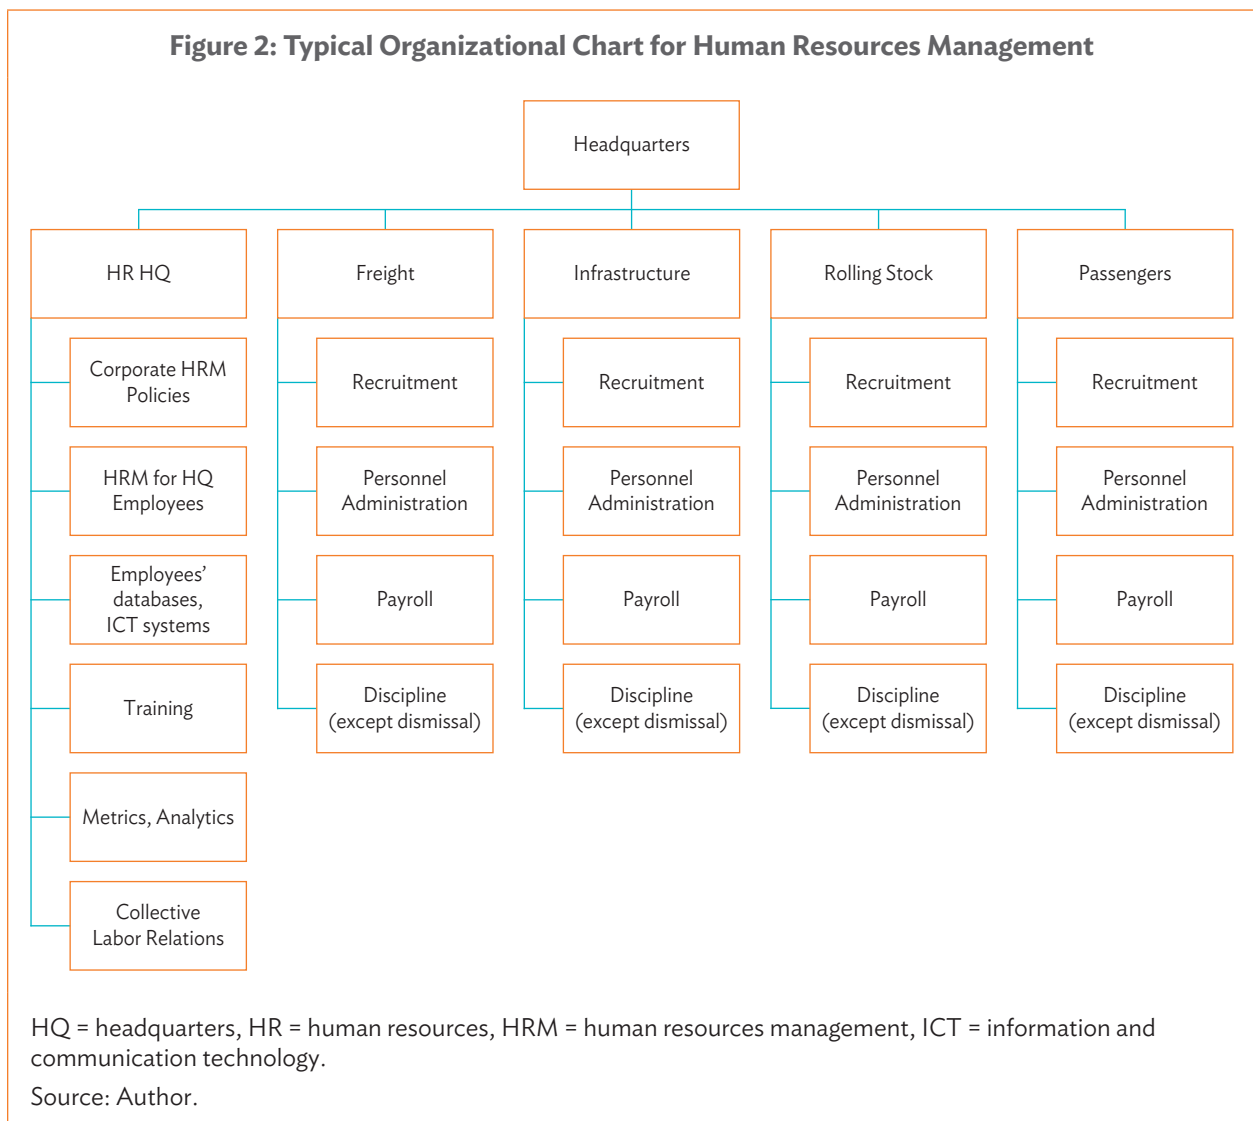 Figure 2: Typical Organizational Chart for Human Resources Management
Headquarters
HR HQ
Freight
Infrastructure
Rolling Stock
Passengers
Corporate HRM
Policies
HRM for HQ
Employees
Employees’
databases,
ICT systems
Training
Metrics, Analytics
Collective
Labor Relations
Recruitment
Personnel
Administration
Payroll
Discipline
(except dismissal)
Recruitment
Personnel
Administration
Payroll
Discipline
(except dismissal)
Recruitment
Personnel
Administration
Payroll
Discipline
(except dismissal)
Recruitment
Personnel
Administration
Payroll
Discipline
(except dismissal)
HQ = headquarters, HR = human resources, HRM = human resources management, ICT = information and
communication technology.
Source: Author.